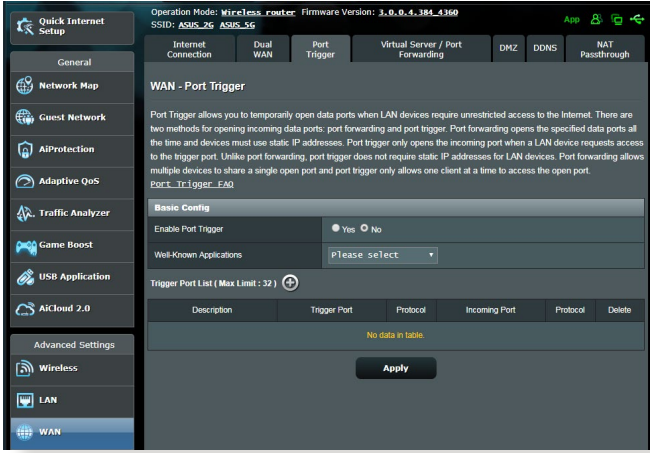 Quick Internet
Setup
Operation Mode: Wireless router Firmware Version: 3.0.0.4.384_4360
SSID: ASUS_2G ASUS_5G
App
Internet
Connection
Dual
WAN
Port
Trigger
Virtual Server / Port
Forwarding
DMZ
DDNS
NAT
Passthrough
General
Network Map
Guest Network
AiProtection
Adaptive QoS
Traffic Analyzer
Game Boost
USB Application
AiCloud 2.0
Advanced Settings
Wireless
LAN
WAN
WAN - Port Trigger
Port Trigger allows you to temporarily open data ports when LAN devices require unrestricted access to the Internet. There are
two methods for opening incoming data ports: port forwarding and port trigger. Port forwarding opens the specified data ports all
the time and devices must use static IP addresses. Port trigger only opens the incoming port when a LAN device requests access
to the trigger port. Unlike port forwarding, port trigger does not require static IP addresses for LAN devices. Port forwarding allows
multiple devices to share a single open port and port trigger only allows one client at a time to access the open port.
Port Trigger FAQ
Basic Config
Enable Port Trigger Yes No
Well-Known Applications Please select
Trigger Port List ( Max Limit : 32 )
Description Trigger Port Protocol Incoming Port Protocol Delete
No data in table.
Apply